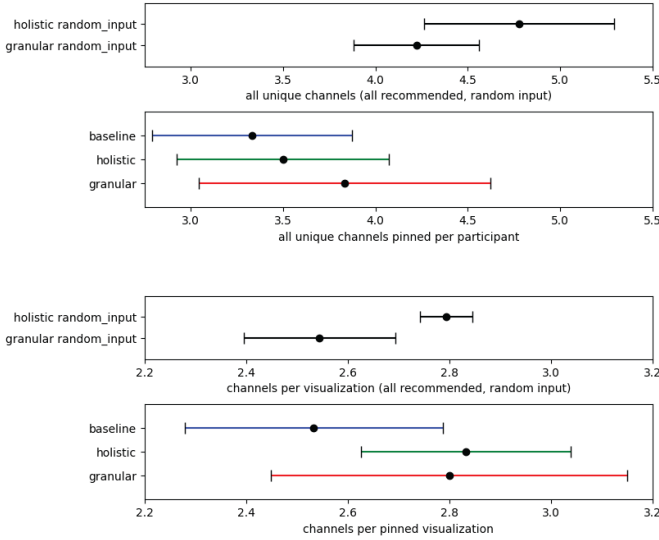 holistic random_input
granular random_input
3.0 3.5 4.0 4.5 5.0 5.5
all unique channels (all recommended, random input)
baseline
holistic
granular
3.0 3.5 4.0 4.5 5.0 5.5
all unique channels pinned per participant
holistic random_input
granular random_input
2.2 2.4 2.6 2.8 3.0 3.2
channels per visualization (all recommended, random input)
baseline
holistic
granular
2.2 2.4 2.6 2.8 3.0 3.2
channels per pinned visualization